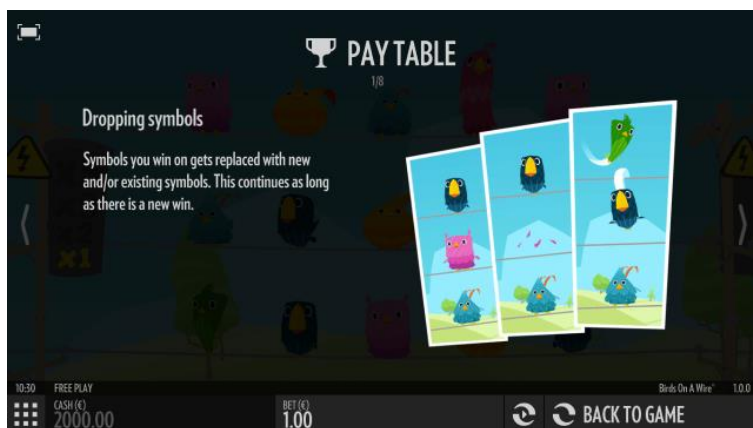 PAY TABLE
1/8
Dropping symbols
Symbols you win on gets replaced with new
and/or existing symbols. This continues as long
as there is a new win.
x2
x1
10:30 FREE PLAY Birds On A Wire™ 1.0.0
CASH (€) BET (€)
2000.00 1.00 BACK TO GAME